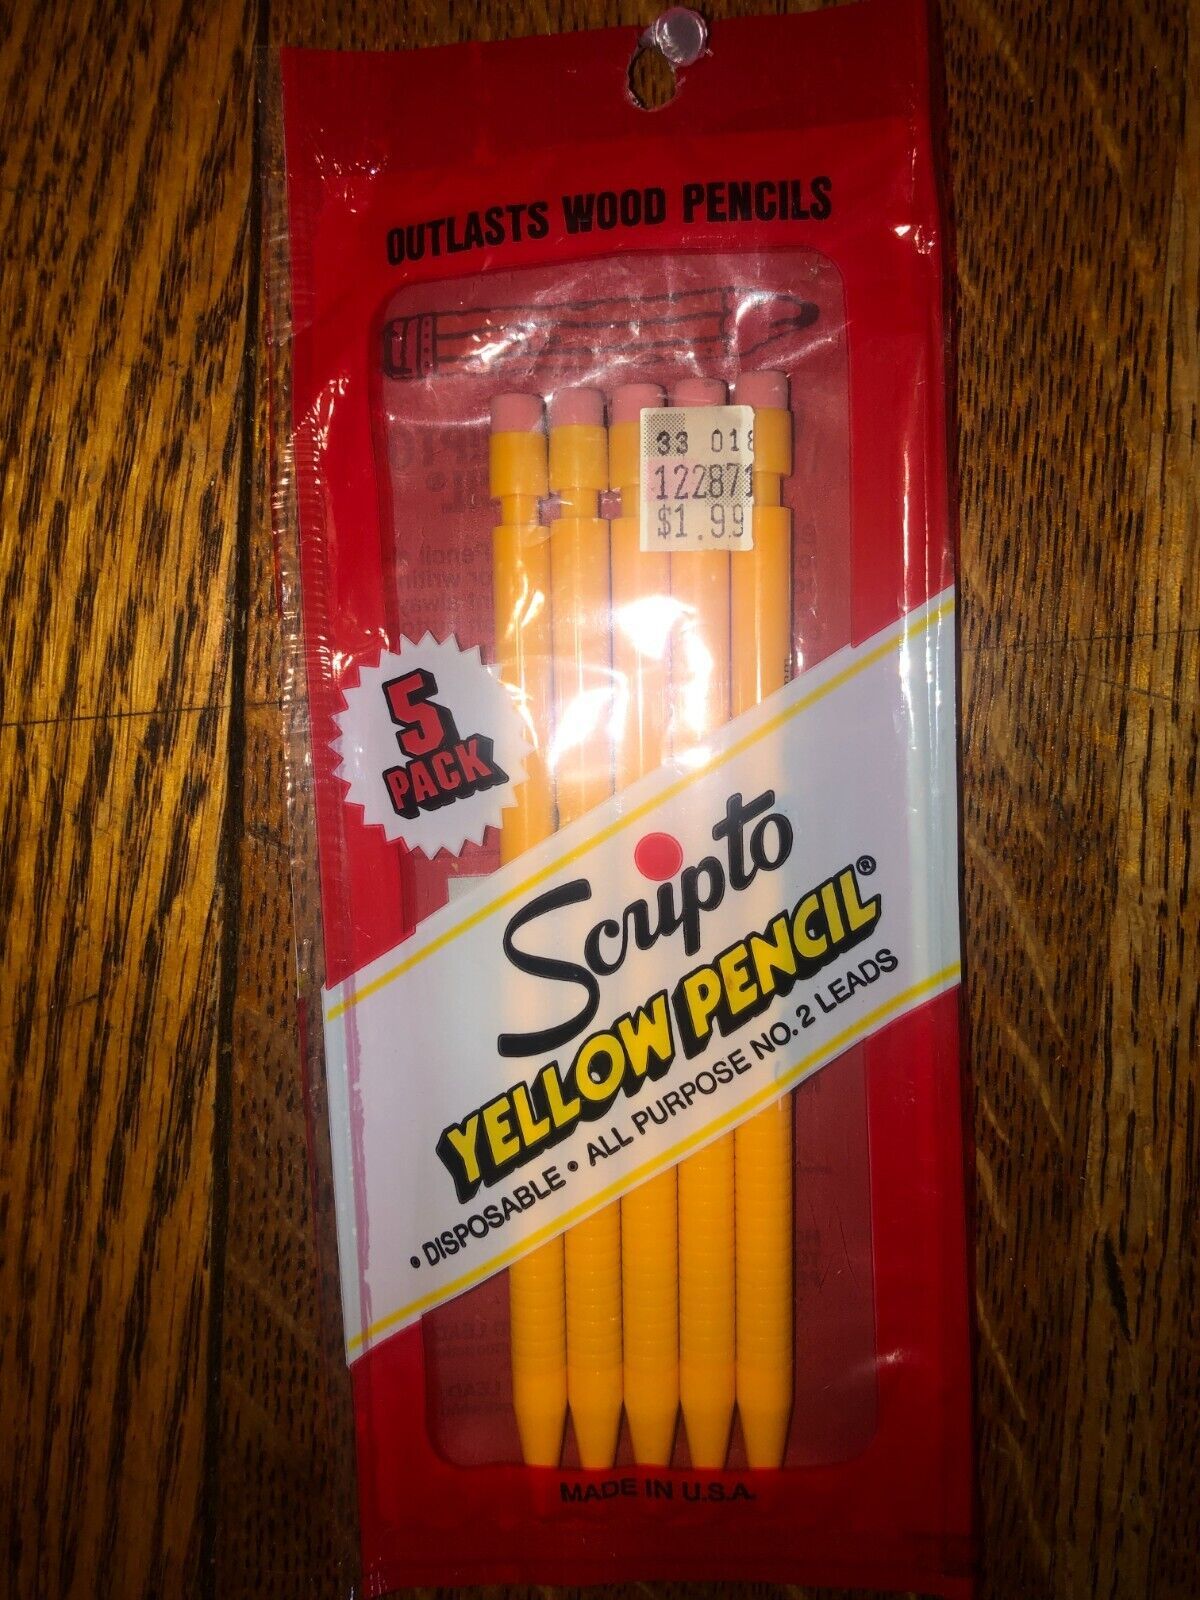 OUTLASTS WOOD PENCILS
33 018
122871
$1.99
5
PACK
Scripto
YELLOW PENCIL®
• DISPOSABLE • ALL PURPOSE NO. 2 LEADS
MADE IN U.S.A.